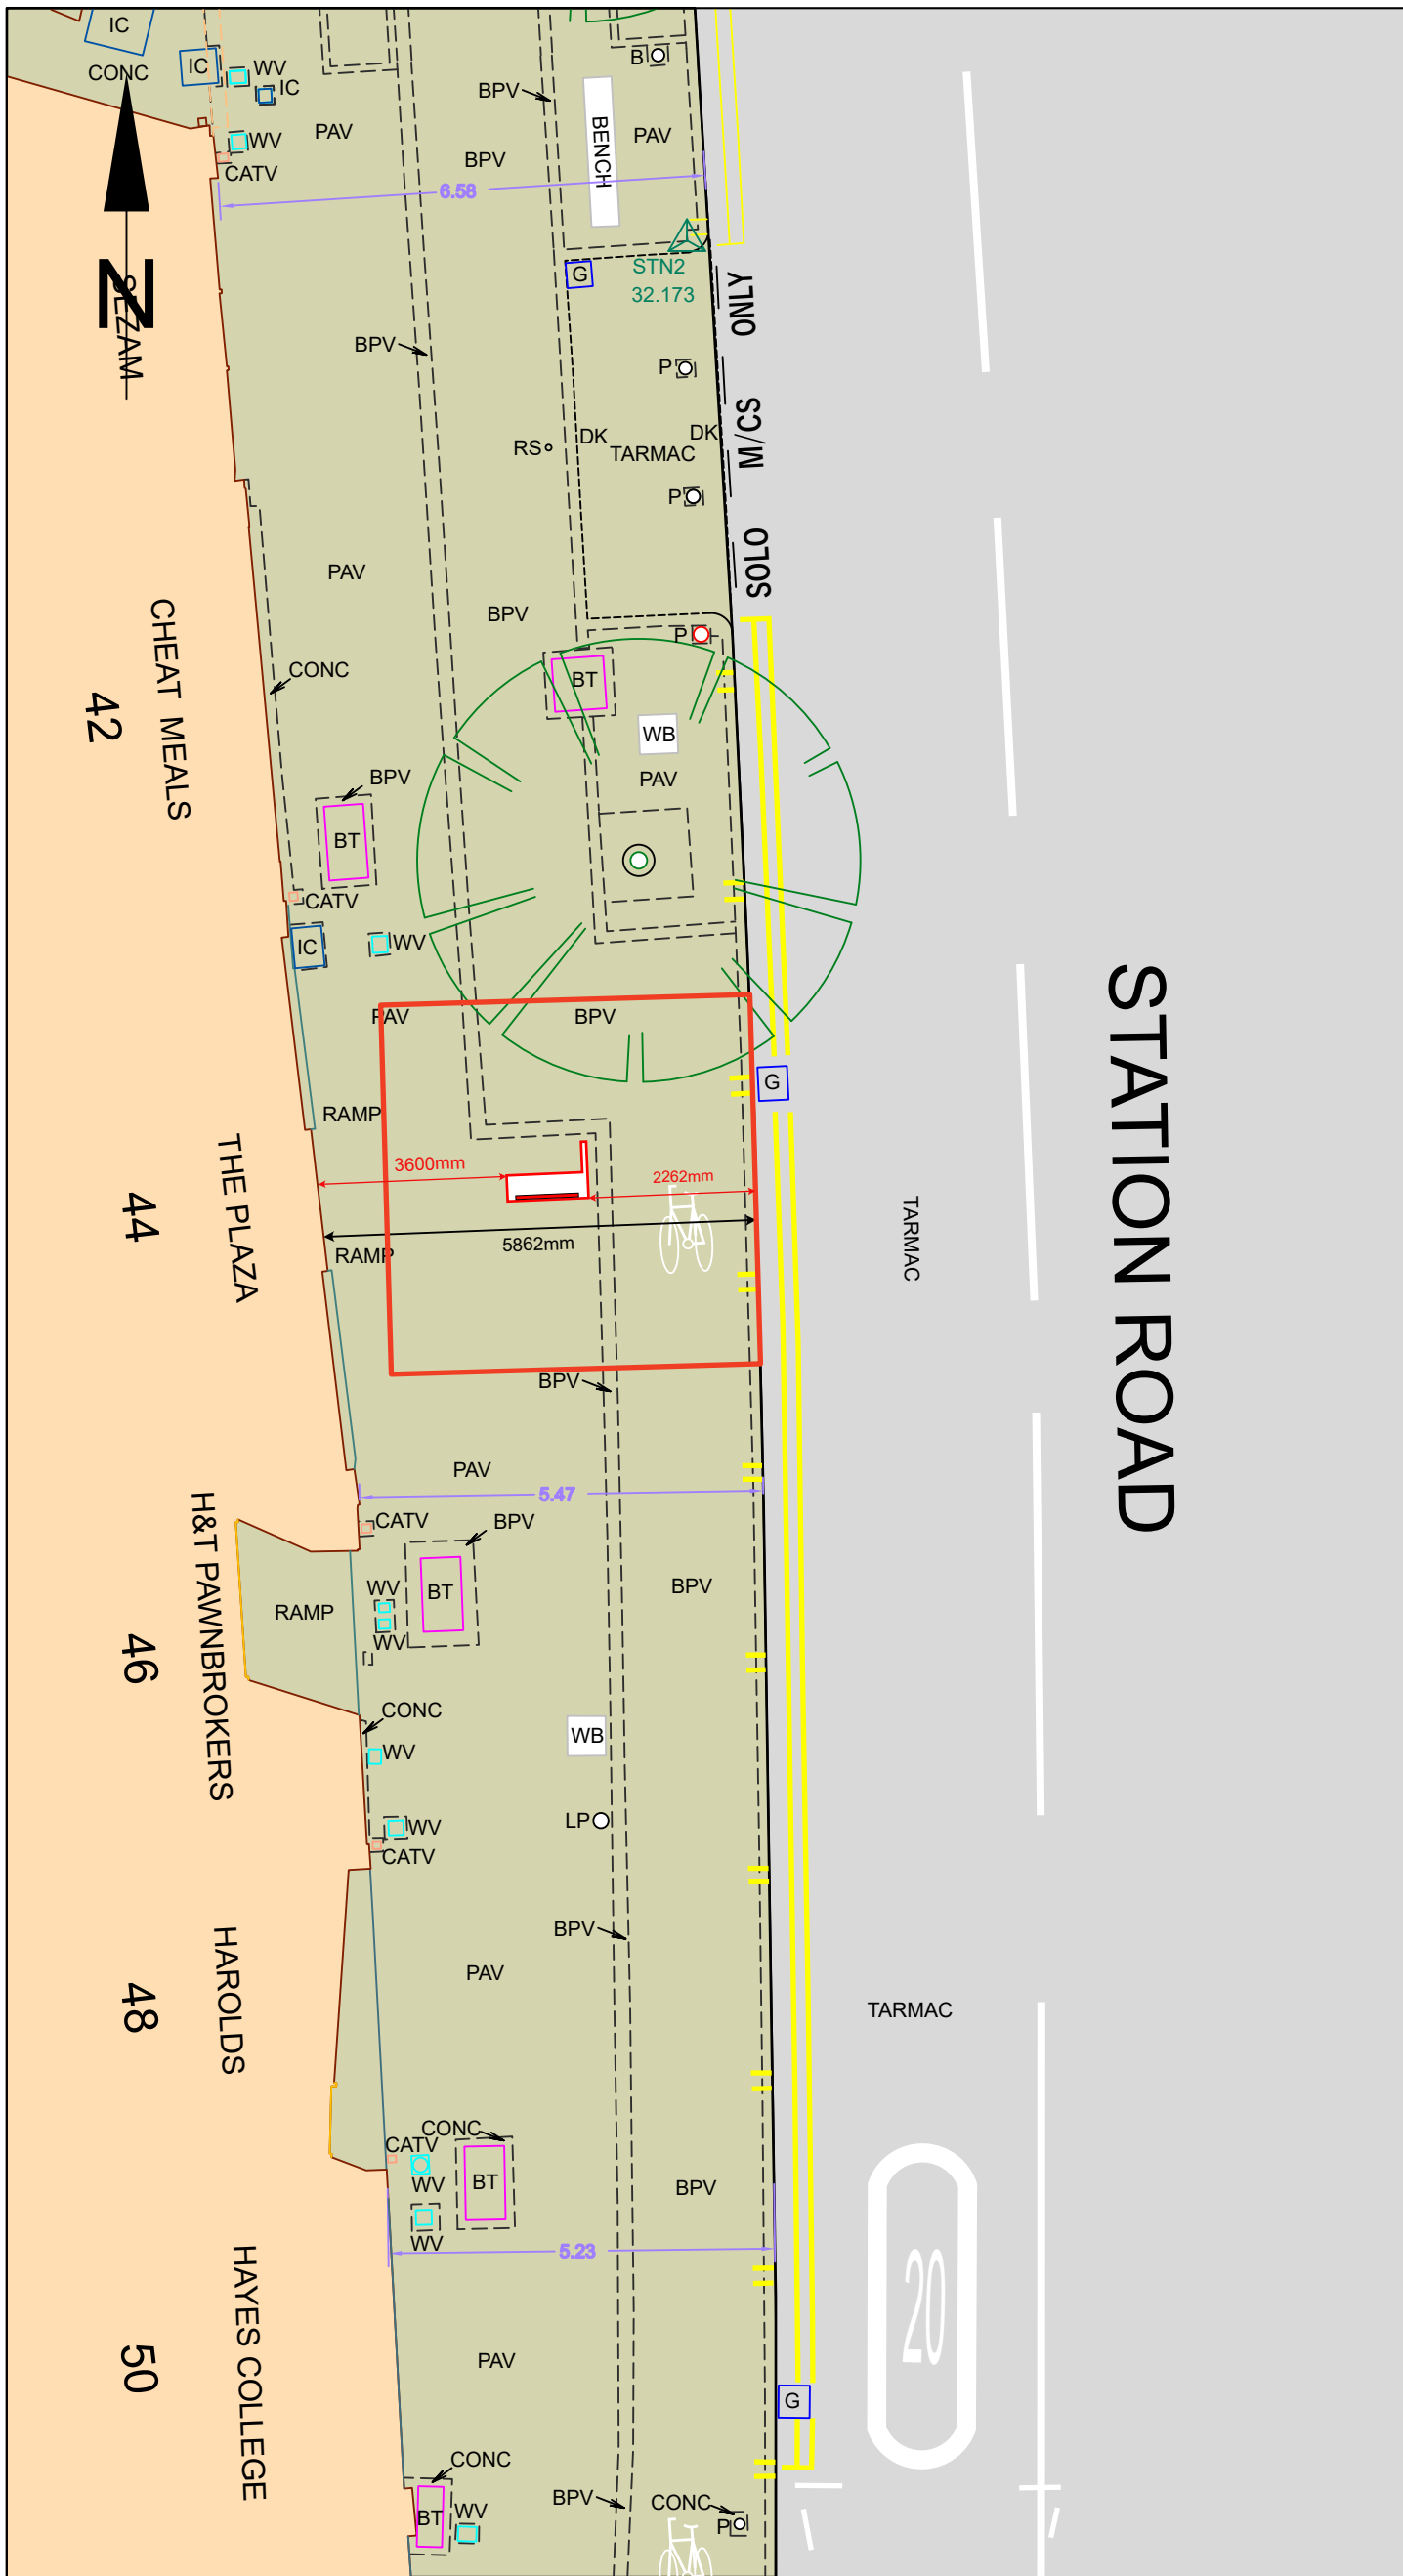 IC
CONC
IC
WV
IC
WV
CATV
PAV
BPV
BPV
B
BENCH
PAV
6.58
N
SEZAM
G
STN2
32.173
ONLY
BPV
P
M/CS
DK
DK
RS
TARMAC
P
SOLO
PAV
BPV
P
CHEAT MEALS
42
CONC
BT
WB
PAV
BPV
BT
CATV
IC
WV
STATION ROAD
PAV
BPV
G
RAMP
THE PLAZA
44
3600mm
2262mm
5862mm
RAMP
TARMAC
BPV
PAV
5.47
H&T PAWNBROKERS
46
CATV
BPV
WV
BT
BPV
RAMP
WV
CONC
WV
WB
LP
WV
CATV
HAROLDS
48
BPV
PAV
TARMAC
CONC
CATV
BT
WV
BPV
WV
5.23
20
HAYES COLLEGE
50
PAV
G
CONC
BT
WV
BPV
CONC
P